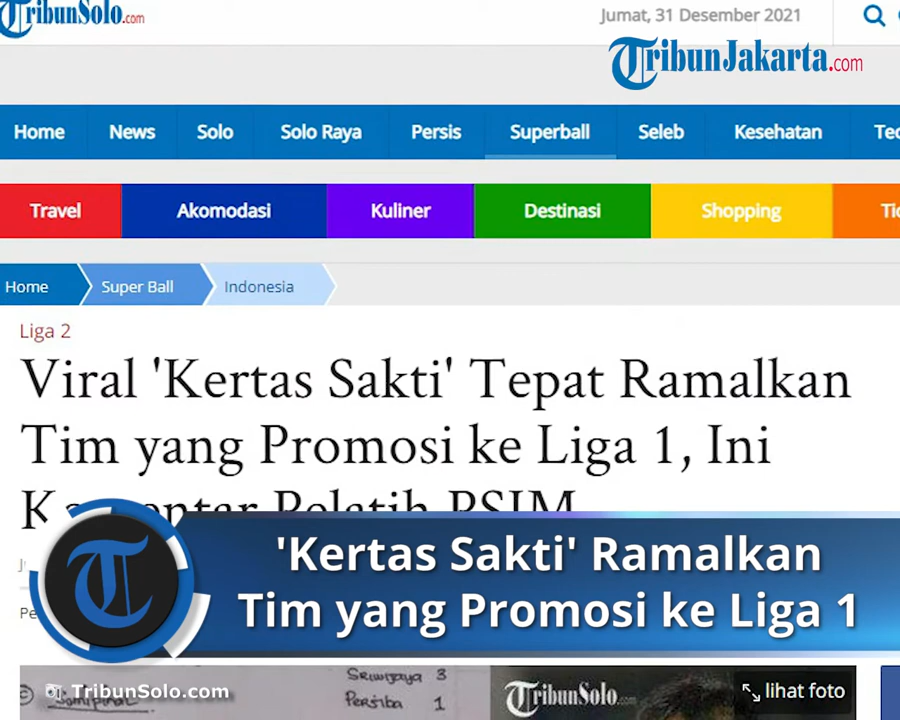 TribunSolo.com
Jumat, 31 Desember 2021
TribunJakarta.com
Home News Solo Solo Raya Persis Superball Seleb Kesehatan
Travel Akomodasi Kuliner Destinasi Shopping
Home Super Ball Indonesia
Liga 2
Viral 'Kertas Sakti' Tepat Ramalkan
Tim yang Promosi ke Liga 1, Ini
Pelatih PSIM
'Kertas Sakti' Ramalkan
Tim yang Promosi ke Liga 1
Sriwijaya 3
Persiba 1
TribunSolo.com
TribunSolo.com
lihat foto